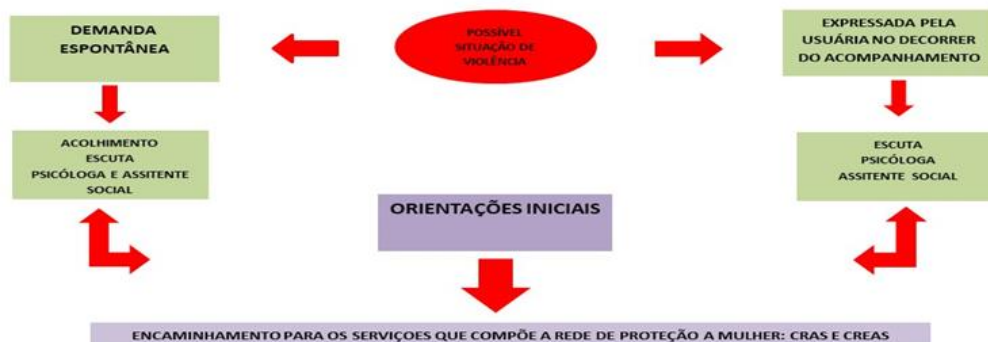 DEMANDA
ESPONTÂNEA
POSSÍVEL
SITUAÇÃO DE
VIOLÊNCIA
EXPRESSADA PELA
USUÁRIA NO DECORRER
DO ACOMPANHAMENTO
ACOLHIMENTO
ESCUTA
PSICÓLOGA E ASSITENTE
SOCIAL
ESCUTA
PSICÓLOGA
ASSITENTE SOCIAL
ORIENTAÇÕES INICIAIS
ENCAMINHAMENTO PARA OS SERVIÇOES QUE COMPÕE A REDE DE PROTEÇÃO A MULHER: CRAS E CREAS